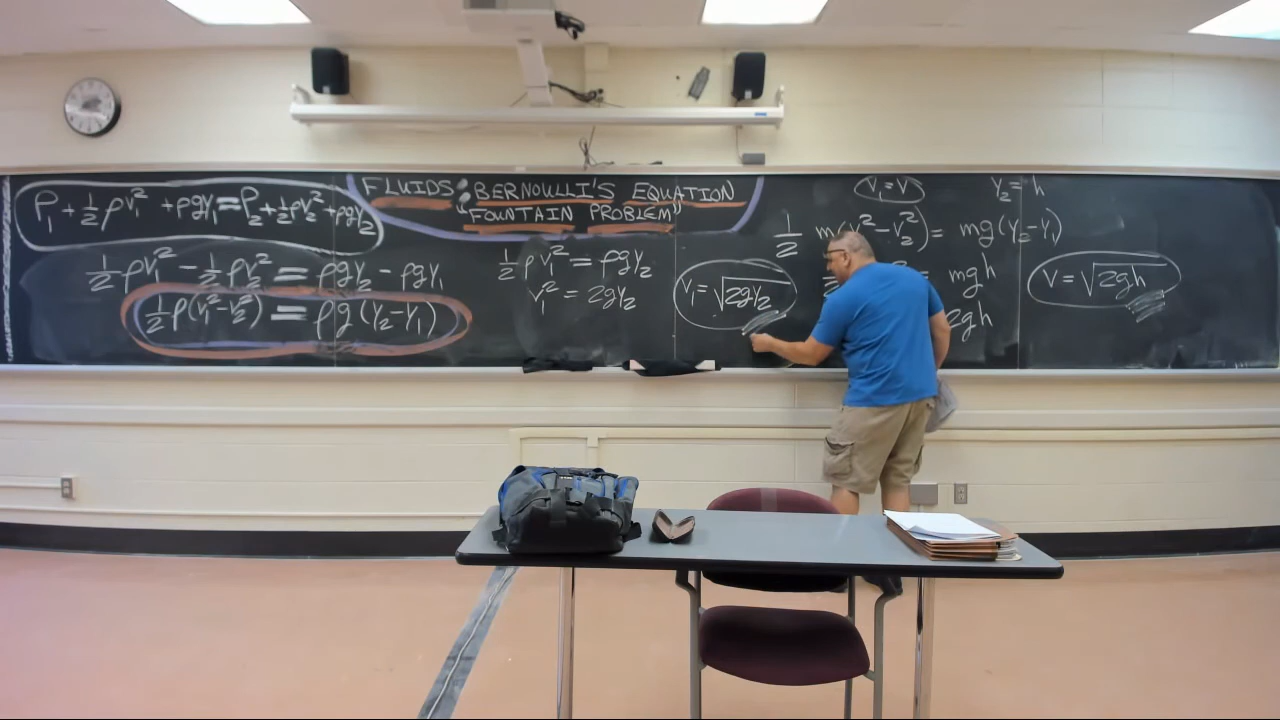 P₁ + ½ρv₁² + ρgy₁ = P₂ + ½ρv₂² + ρgy₂
½ρv₁² − ½ρv₂² = ρgy₂ − ρgy₁
½ρ(v₁² − v₂²) = ρg(y₂ − y₁)
FLUIDS: BERNOULLI'S EQUATION
"FOUNTAIN PROBLEM"
½ρv₁² = ρgy₂
v₁² = 2gy₂
v₁ = √2gy₂
v₁ = v
y₂ = h
½ m(v₁² − v₂²) = mg(y₂ − y₁)
= mgh
2gh
v = √2gh